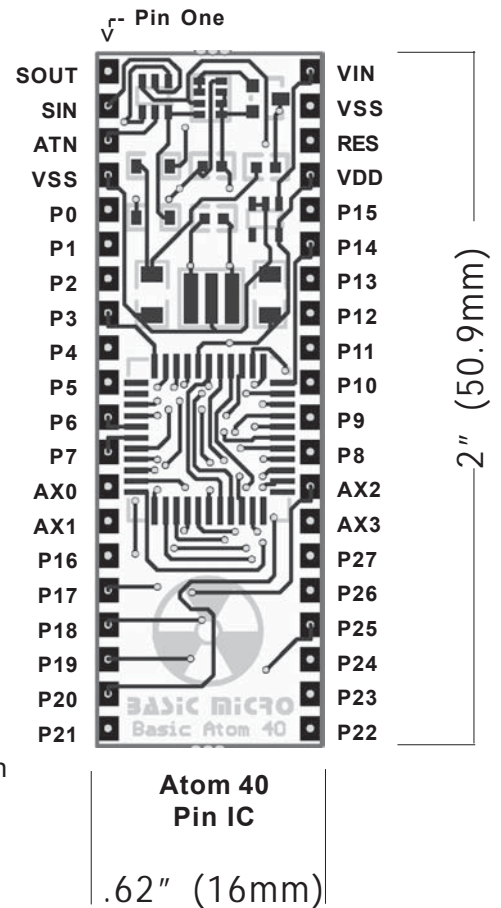 Pin One
SOUT VIN
SIN VSS
ATN RES
VSS VDD
P0 P15
P1 P14
P2 P13
P3 P12
P4 P11
P5 P10
P6 P9
P7 P8
AX0 AX2
AX1 AX3
P16 P27
P17 P26
P18 P25
P19 P24
P20 P23
P21 P22
2" (50.9mm)
BASIC MiCRO
Basic Atom 40
Atom 40
Pin IC
.62" (16mm)